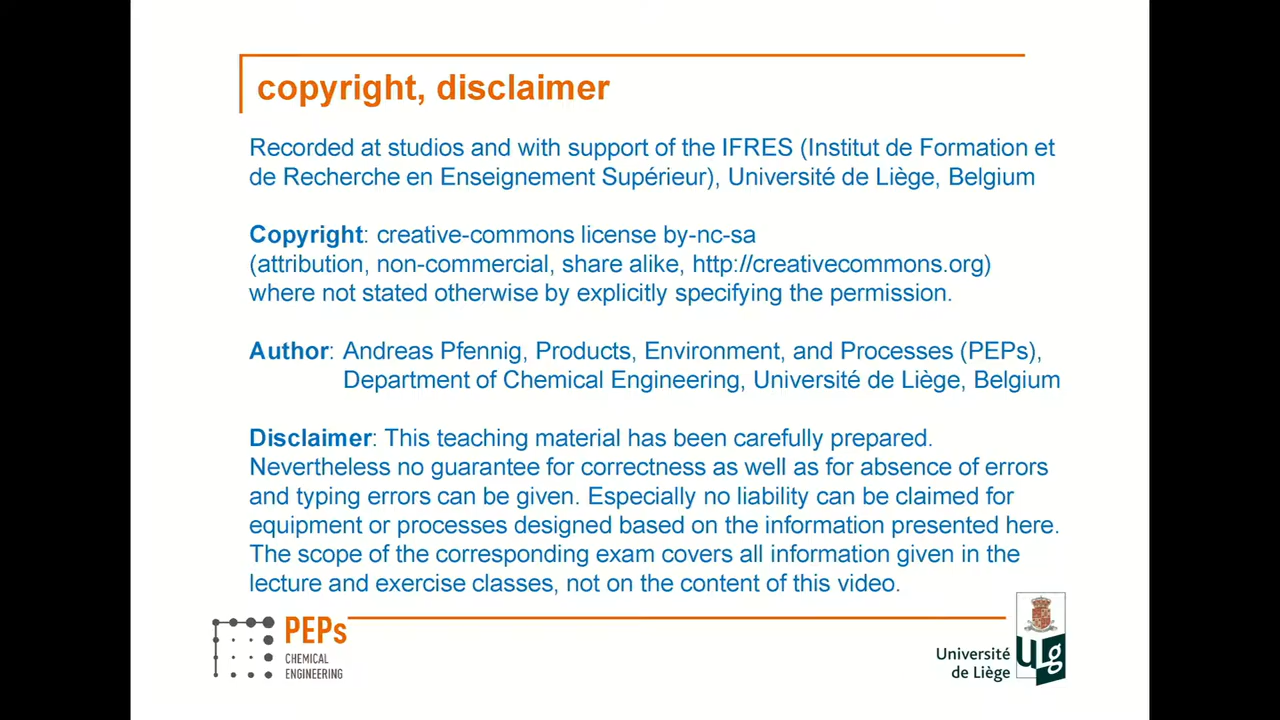 copyright, disclaimer
Recorded at studios and with support of the IFRES (Institut de Formation et
de Recherche en Enseignement Supérieur), Université de Liège, Belgium
Copyright: creative-commons license by-nc-sa
(attribution, non-commercial, share alike, http://creativecommons.org)
where not stated otherwise by explicitly specifying the permission.
Author: Andreas Pfennig, Products, Environment, and Processes (PEPs),
Department of Chemical Engineering, Université de Liège, Belgium
Disclaimer: This teaching material has been carefully prepared.
Nevertheless no guarantee for correctness as well as for absence of errors
and typing errors can be given. Especially no liability can be claimed for
equipment or processes designed based on the information presented here.
The scope of the corresponding exam covers all information given in the
lecture and exercise classes, not on the content of this video.
PEPs
CHEMICAL
ENGINEERING
Université
de Liège
ULg